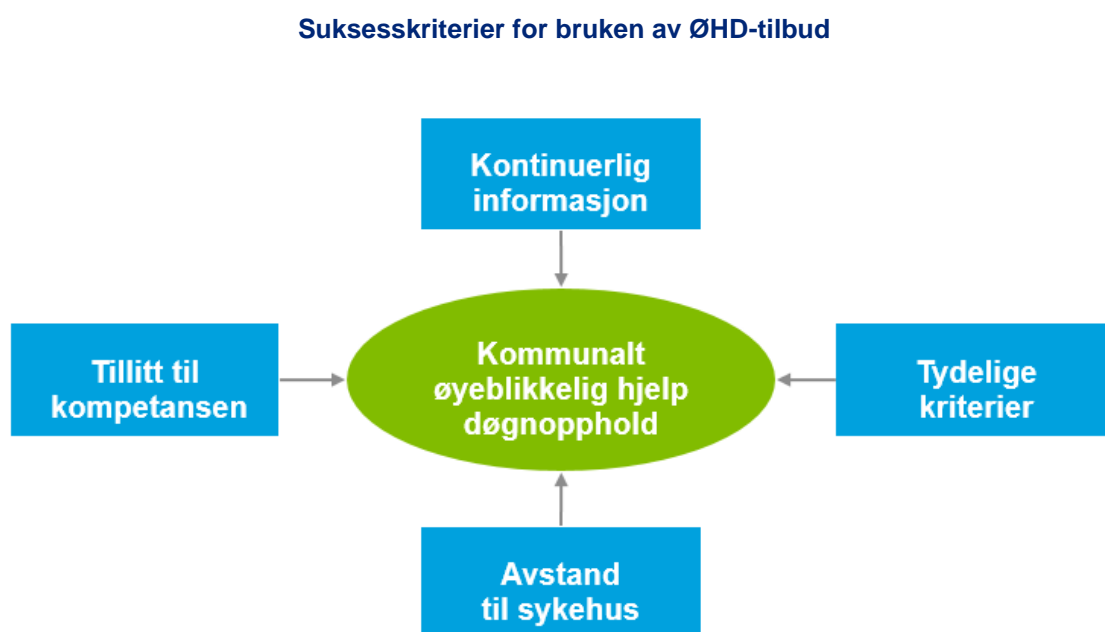 Suksesskriterier for bruken av ØHD-tilbud
Kontinuerlig
informasjon
Tillitt til
kompetansen
Kommunalt
øyeblikkelig hjelp
døgnopphold
Tydelige
kriterier
Avstand
til sykehus